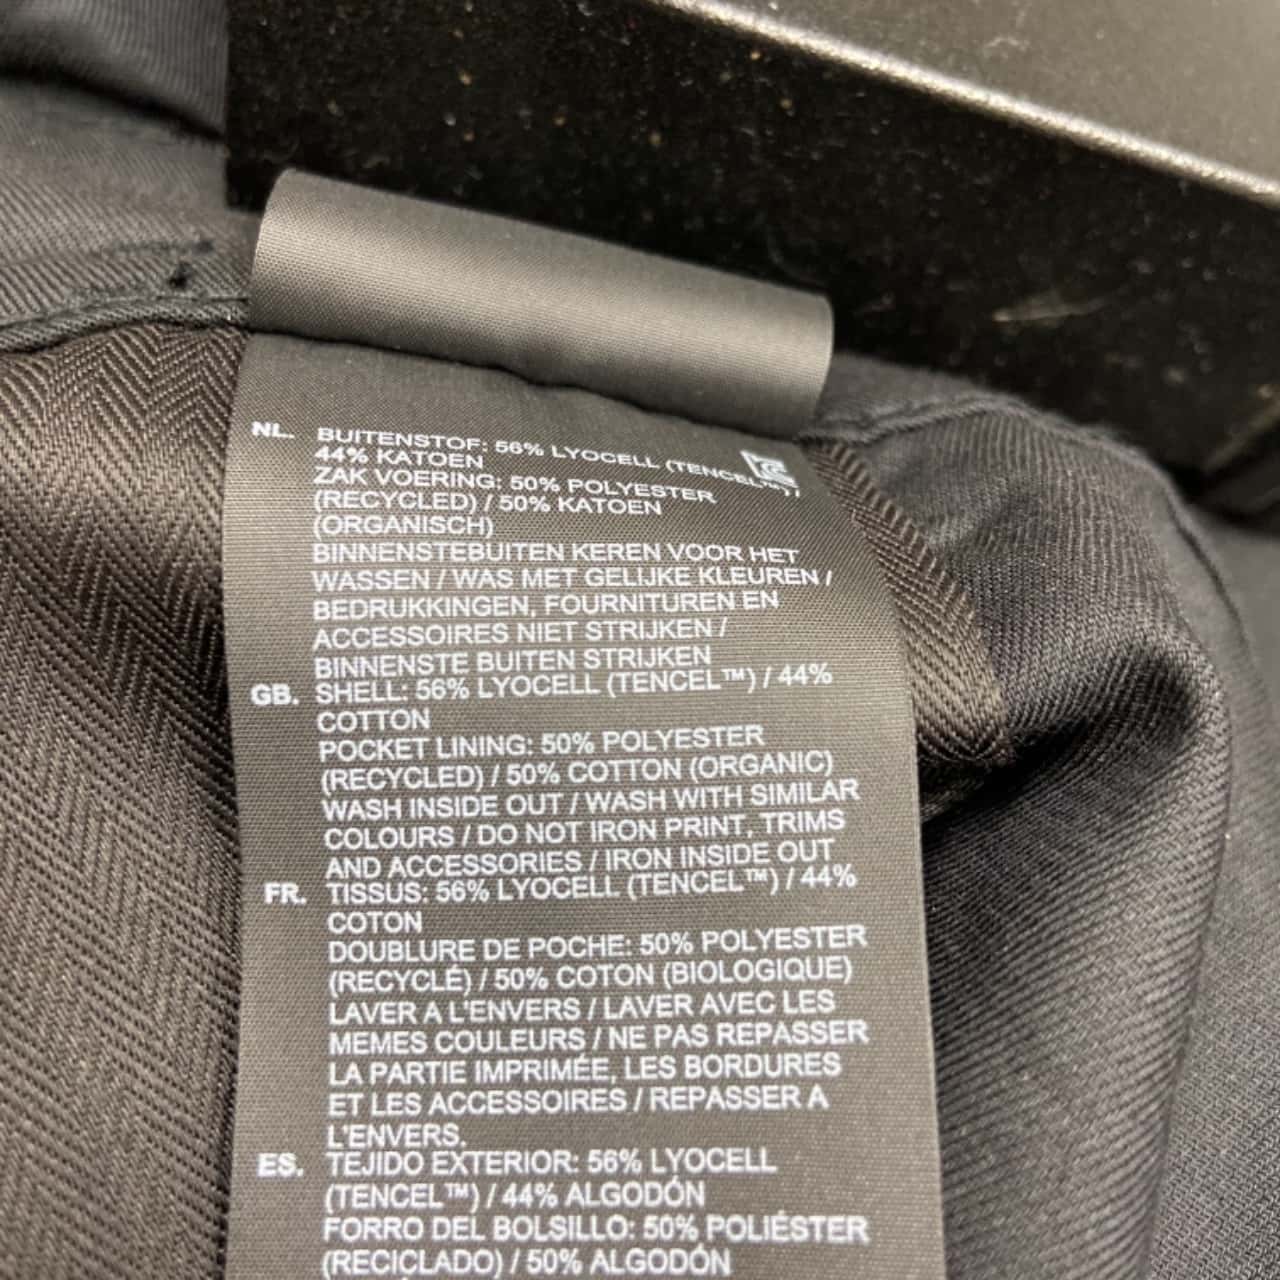 NL. BUITENSTOF: 56% LYOCELL (TENCEL™) /
44% KATOEN
ZAK VOERING: 50% POLYESTER
(RECYCLED) / 50% KATOEN
(ORGANISCH)
BINNENSTEBUITEN KEREN VOOR HET
WASSEN / WAS MET GELIJKE KLEUREN /
BEDRUKKINGEN, FOURNITUREN EN
ACCESSOIRES NIET STRIJKEN /
BINNENSTE BUITEN STRIJKEN
GB. SHELL: 56% LYOCELL (TENCEL™) / 44%
COTTON
POCKET LINING: 50% POLYESTER
(RECYCLED) / 50% COTTON (ORGANIC)
WASH INSIDE OUT / WASH WITH SIMILAR
COLOURS / DO NOT IRON PRINT, TRIMS
AND ACCESSORIES / IRON INSIDE OUT
FR. TISSUS: 56% LYOCELL (TENCEL™) / 44%
COTON
DOUBLURE DE POCHE: 50% POLYESTER
(RECYCLÉ) / 50% COTON (BIOLOGIQUE)
LAVER A L'ENVERS / LAVER AVEC LES
MEMES COULEURS / NE PAS REPASSER
LA PARTIE IMPRIMÉE, LES BORDURES
ET LES ACCESSOIRES / REPASSER A
L'ENVERS.
ES. TEJIDO EXTERIOR: 56% LYOCELL
(TENCEL™) / 44% ALGODÓN
FORRO DEL BOLSILLO: 50% POLIÉSTER
(RECICLADO) / 50% ALGODÓN